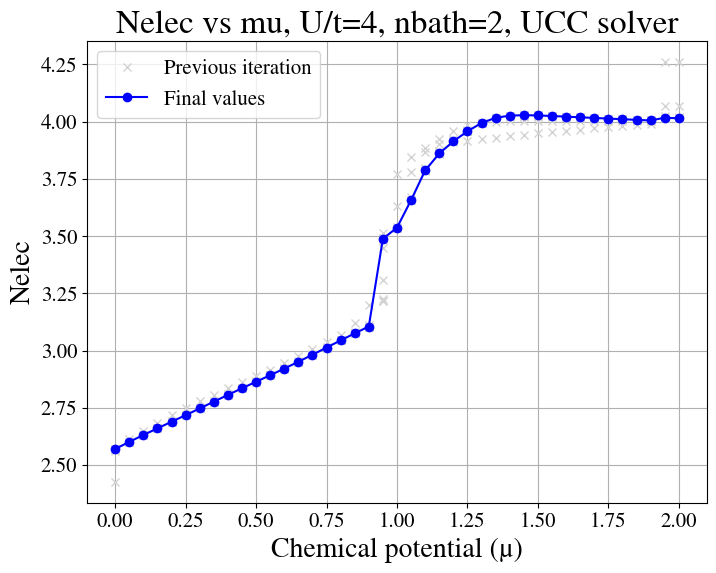 Nelec vs mu, U/t=4, nbath=2, UCC solver
Previous iteration
Final values
4.25
4.00
3.75
3.50
3.25
3.00
2.75
2.50
Nelec
0.00 0.25 0.50 0.75 1.00 1.25 1.50 1.75 2.00
Chemical potential (μ)